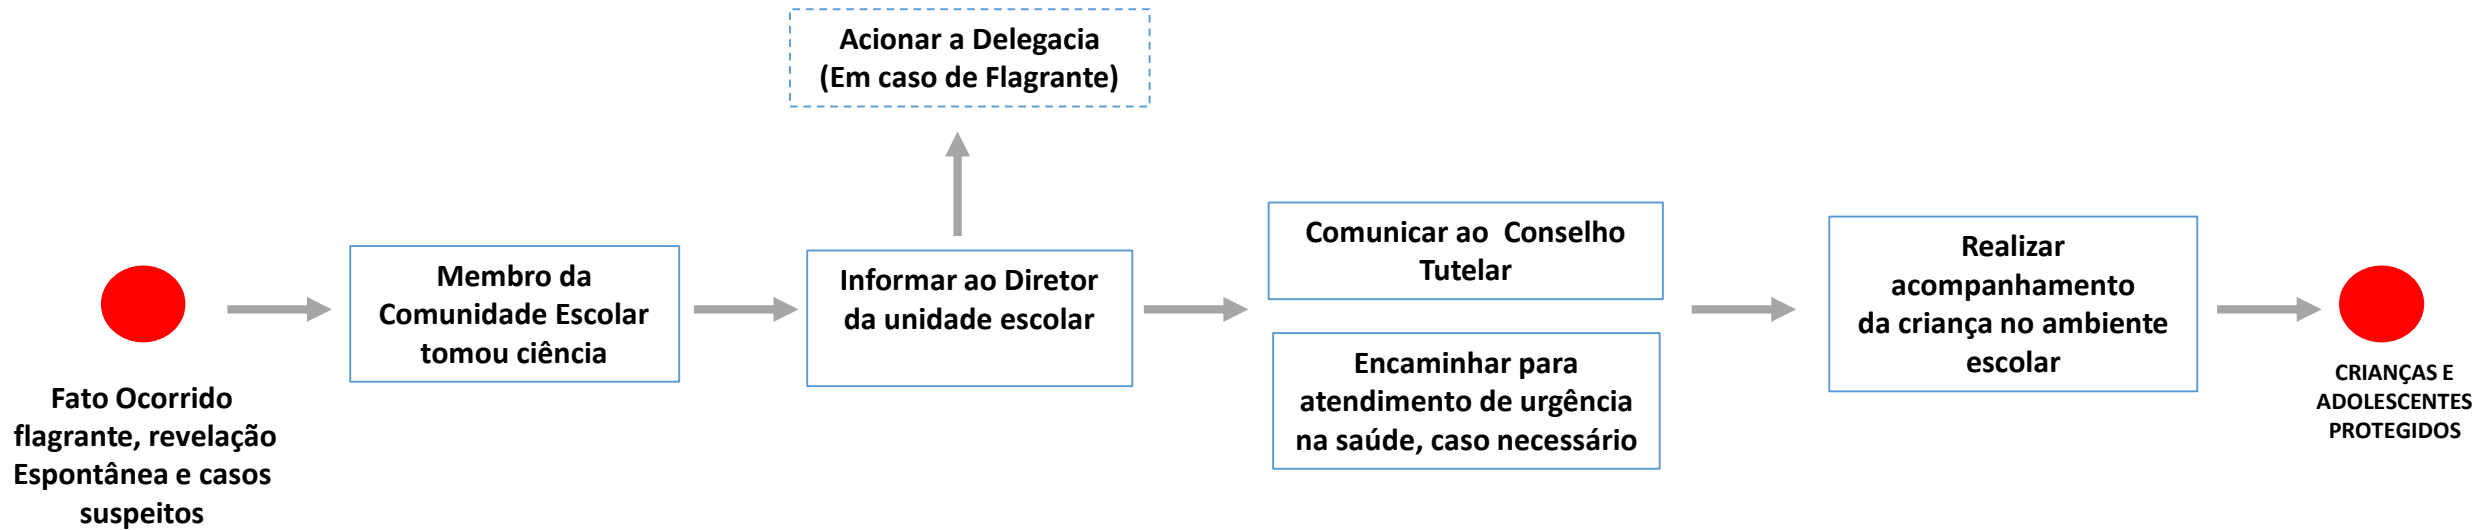 Acionar a Delegacia
(Em caso de Flagrante)
Fato Ocorrido
flagrante, revelação
Espontânea e casos
suspeitos
Membro da
Comunidade Escolar
tomou ciência
Informar ao Diretor
da unidade escolar
Comunicar ao  Conselho
Tutelar
Encaminhar para
atendimento de urgência
na saúde, caso necessário
Realizar
acompanhamento
da criança no ambiente
escolar
CRIANÇAS E
ADOLESCENTES
PROTEGIDOS